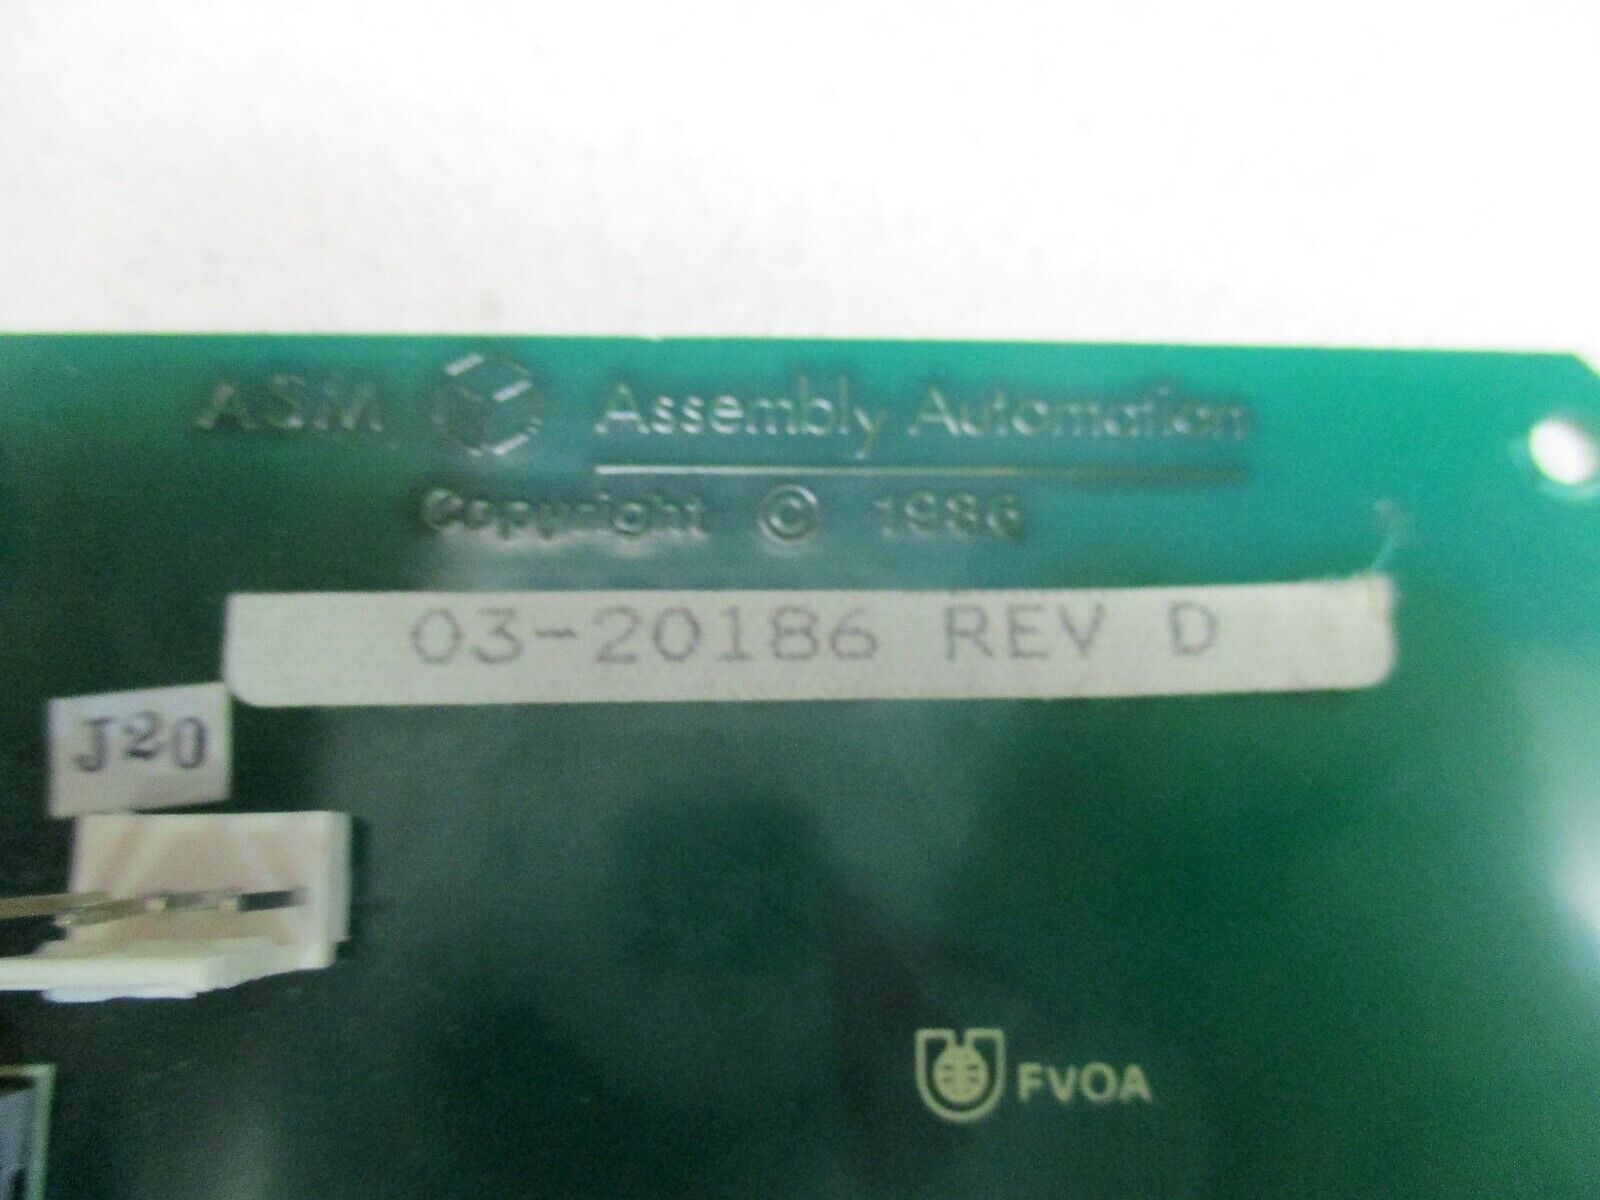 ASM Assembly Automation
Copyright © 1986
03-20186 REV D
J20
FVOA